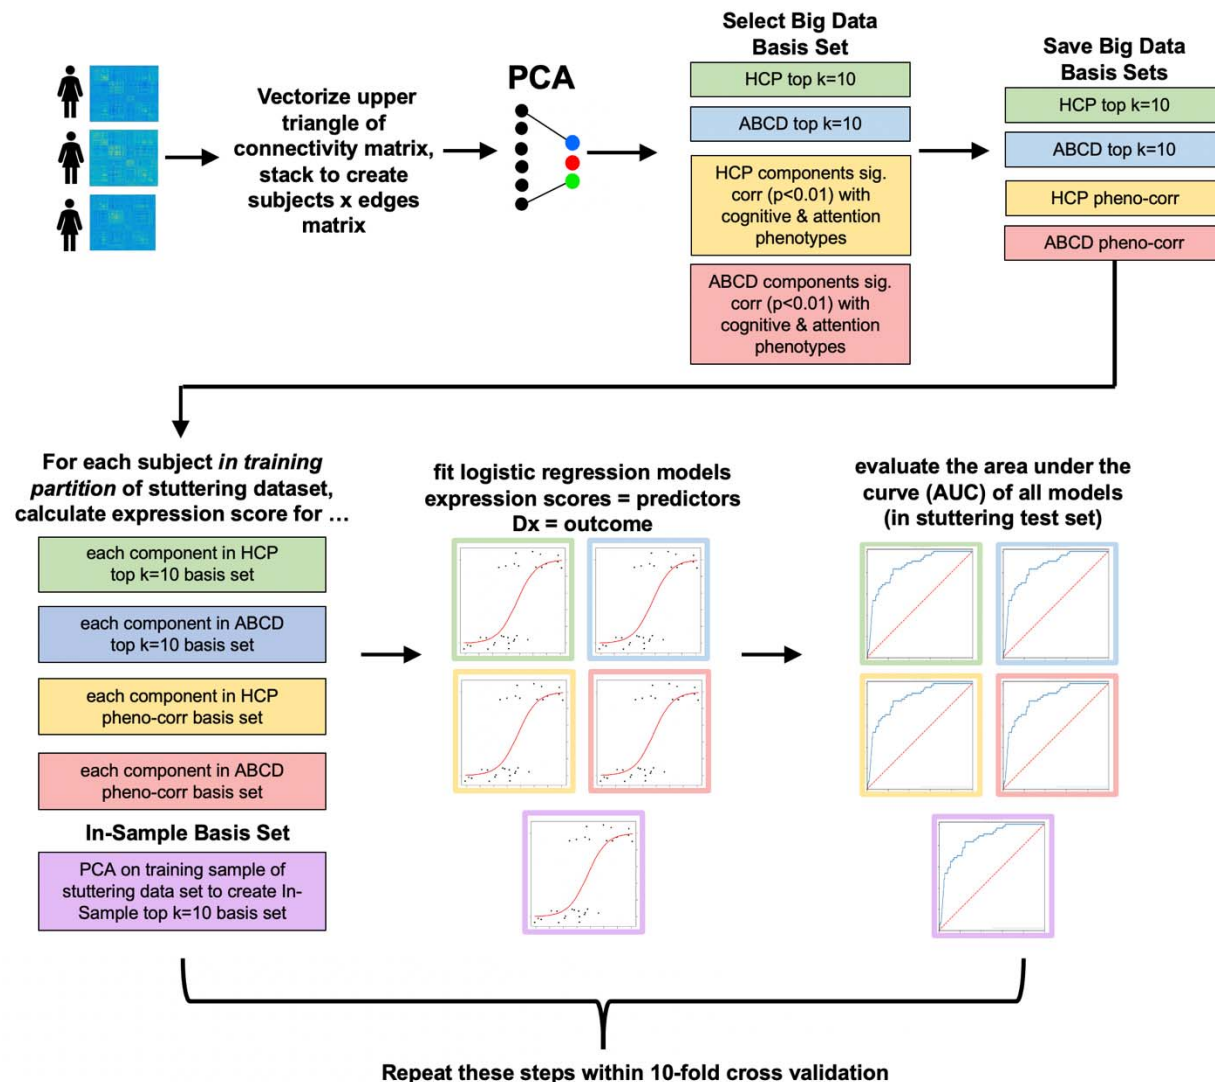 Select Big Data
Basis Set
HCP top k=10
ABCD top k=10
HCP components sig.
corr (p<0.01) with
cognitive & attention
phenotypes
ABCD components sig.
corr (p<0.01) with
cognitive & attention
phenotypes
Save Big Data
Basis Sets
HCP top k=10
ABCD top k=10
HCP pheno-corr
ABCD pheno-corr
PCA
Vectorize upper
triangle of
connectivity matrix,
stack to create
subjects x edges
matrix
For each subject in training
partition of stuttering dataset,
calculate expression score for ...
each component in HCP
top k=10 basis set
each component in ABCD
top k=10 basis set
each component in HCP
pheno-corr basis set
each component in ABCD
pheno-corr basis set
In-Sample Basis Set
PCA on training sample of
stuttering data set to create In-
Sample top k=10 basis set
fit logistic regression models
expression scores = predictors
Dx = outcome
evaluate the area under the
curve (AUC) of all models
(in stuttering test set)
Repeat these steps within 10-fold cross validation